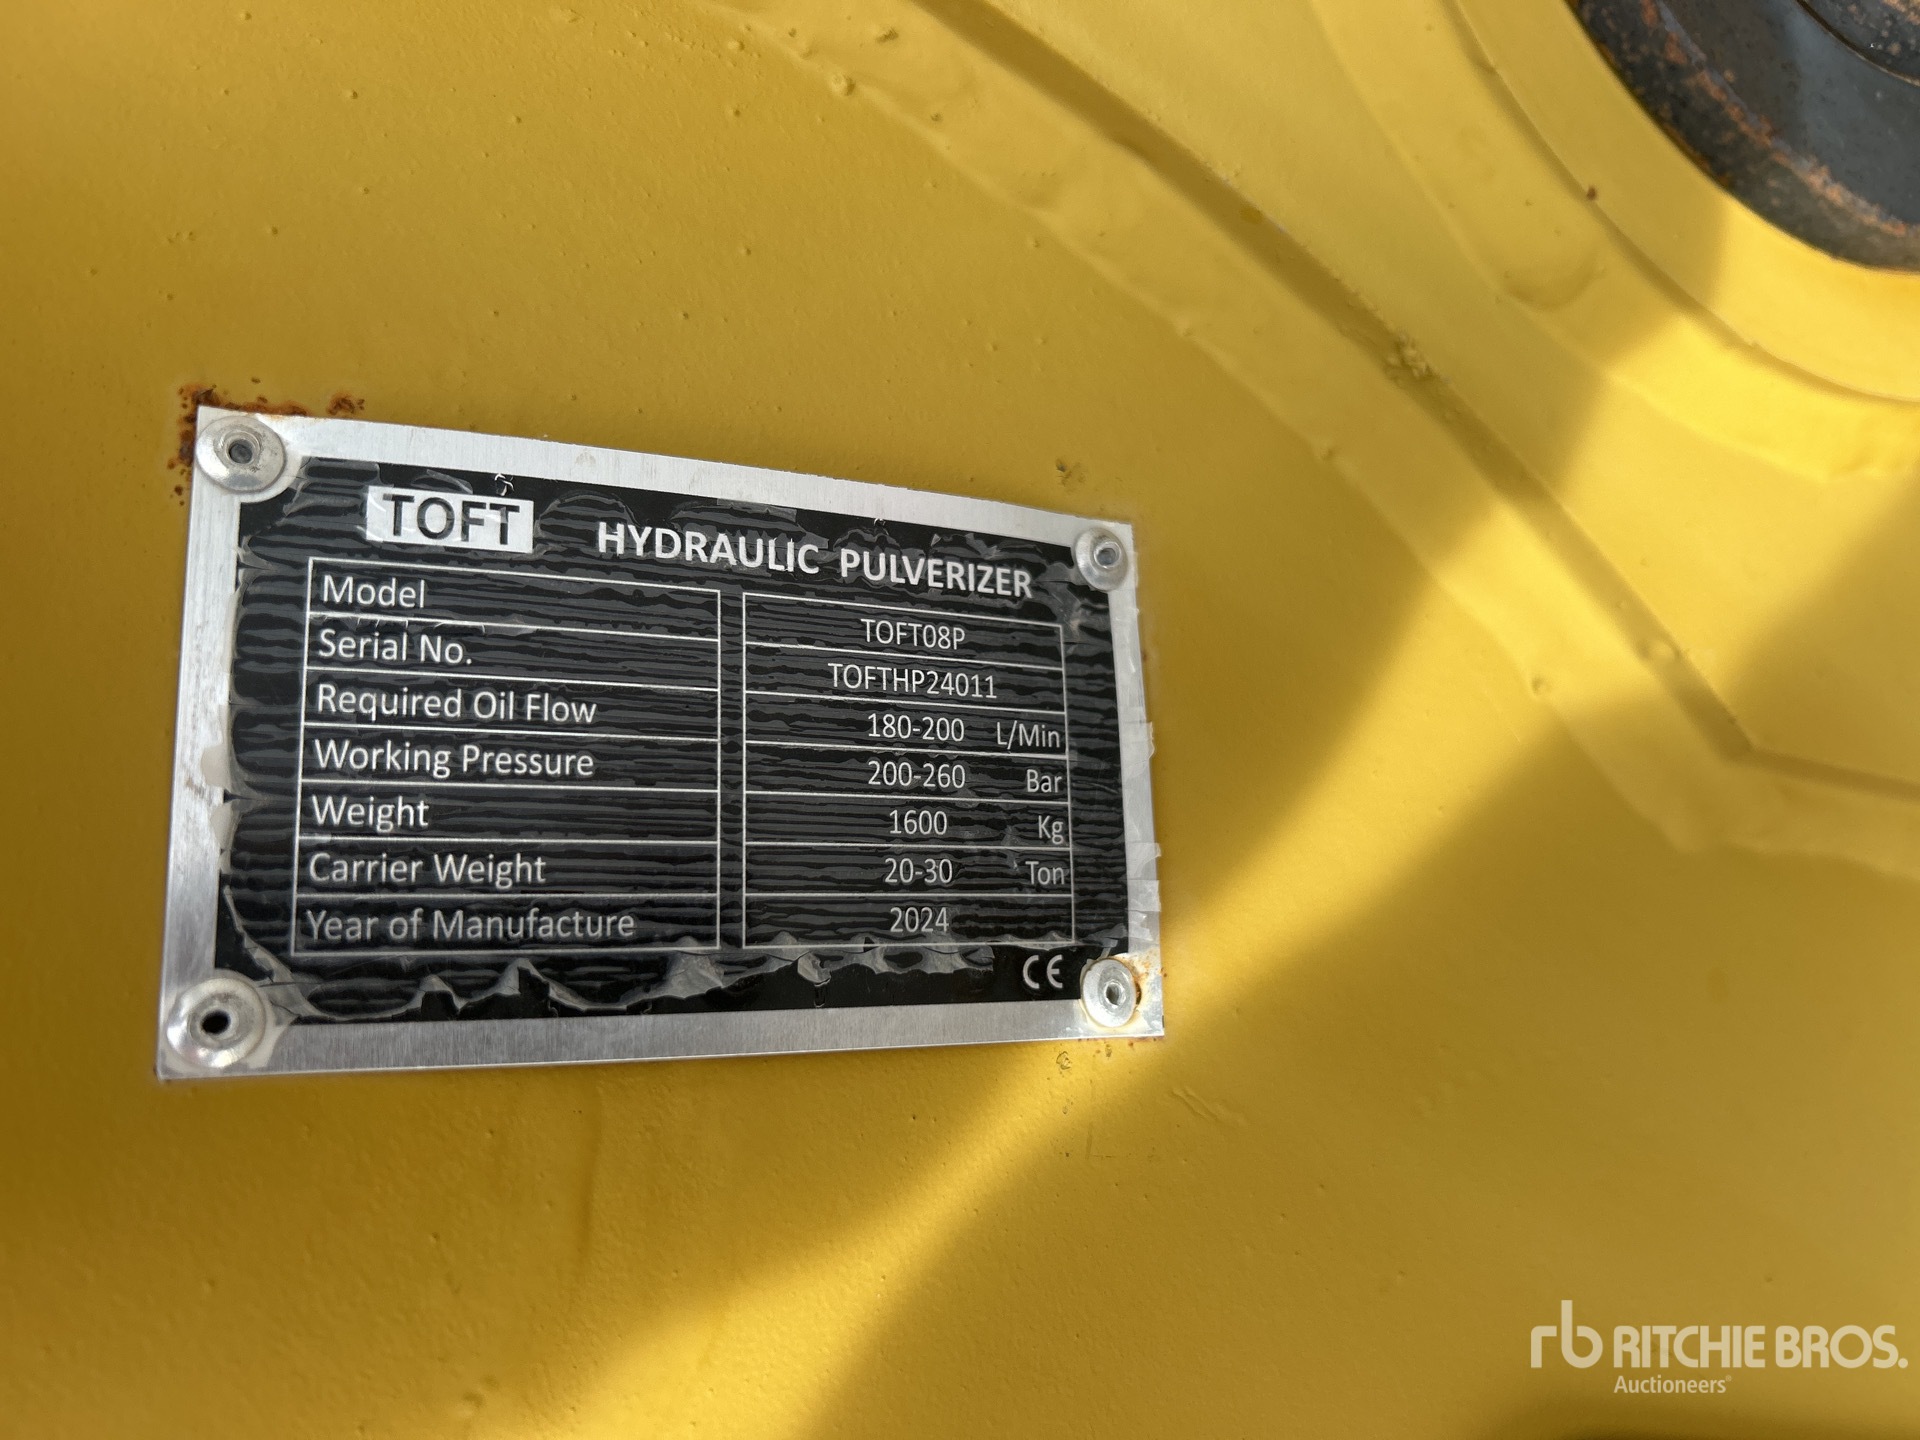 TOFT HYDRAULIC PULVERIZER
Model TOFT08P
Serial No. TOFTHP24011
Required Oil Flow 180-200 L/Min
Working Pressure 200-260 Bar
Weight 1600 Kg
Carrier Weight 20-30 Ton
Year of Manufacture 2024
CE
rb RITCHIE BROS.
Auctioneers